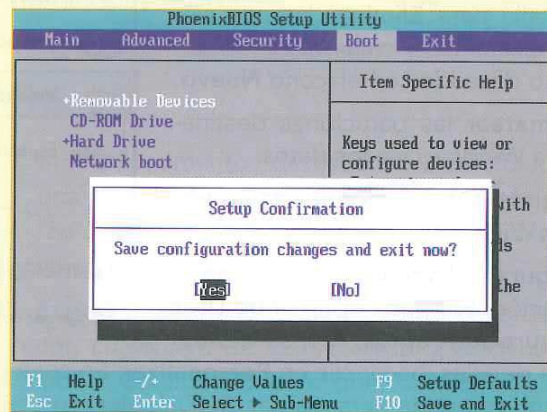 PhoenixBIOS Setup Utility
Main Advanced Security Boot Exit
Item Specific Help
+Removable Devices
CD-ROM Drive
+Hard Drive
Network boot
Keys used to view or
configure devices:
with
Setup Confirmation
Save configuration changes and exit now?
[Yes] [No]
the
F1 Help -/+ Change Values F9 Setup Defaults
Esc Exit Enter Select ▶ Sub-Menu F10 Save and Exit